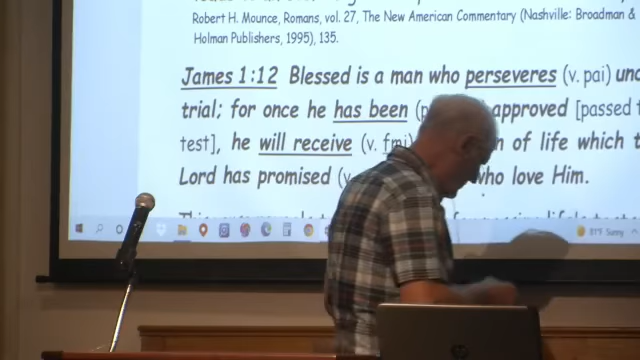 Robert H. Mounce, Romans, vol. 27, The New American Commentary (Nashville: Broadman &
Holman Publishers, 1995), 135.
James 1:12 Blessed is a man who perseveres (v. pai)
trial; for once he has been approved [passed
test], he will receive (v. fmi) of life which
Lord has promised (v. who love Him.
81°F Sunny
hp